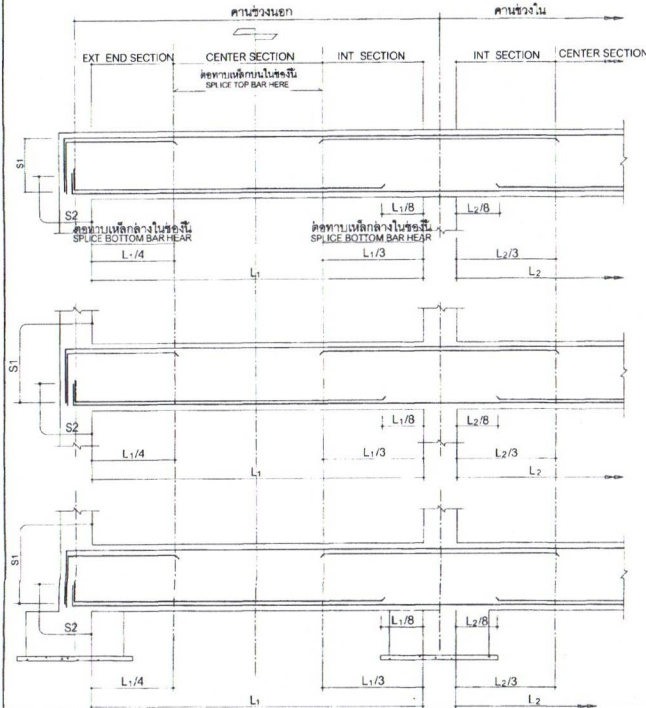 คานช่วงนอก
คานช่วงใน
EXT END SECTION
CENTER SECTION
INT SECTION
INT SECTION
CENTER SECTION
ต่อทาบเหล็กบนในช่องนี้
SPLICE TOP BAR HERE
S1
S2
L1/8
L2/8
ต่อทาบเหล็กล่างในช่องนี้
SPLICE BOTTOM BAR HEAR
ต่อทาบเหล็กล่างในช่องนี้
SPLICE BOTTOM BAR HEAR
L1/4
L1/3
L2/3
L1
L2
S1
S2
L1/8
L2/8
L1/4
L1/3
L2/3
L1
L2
S1
S2
L1/8
L2/8
L1/4
L1/3
L2/3
L1
L2